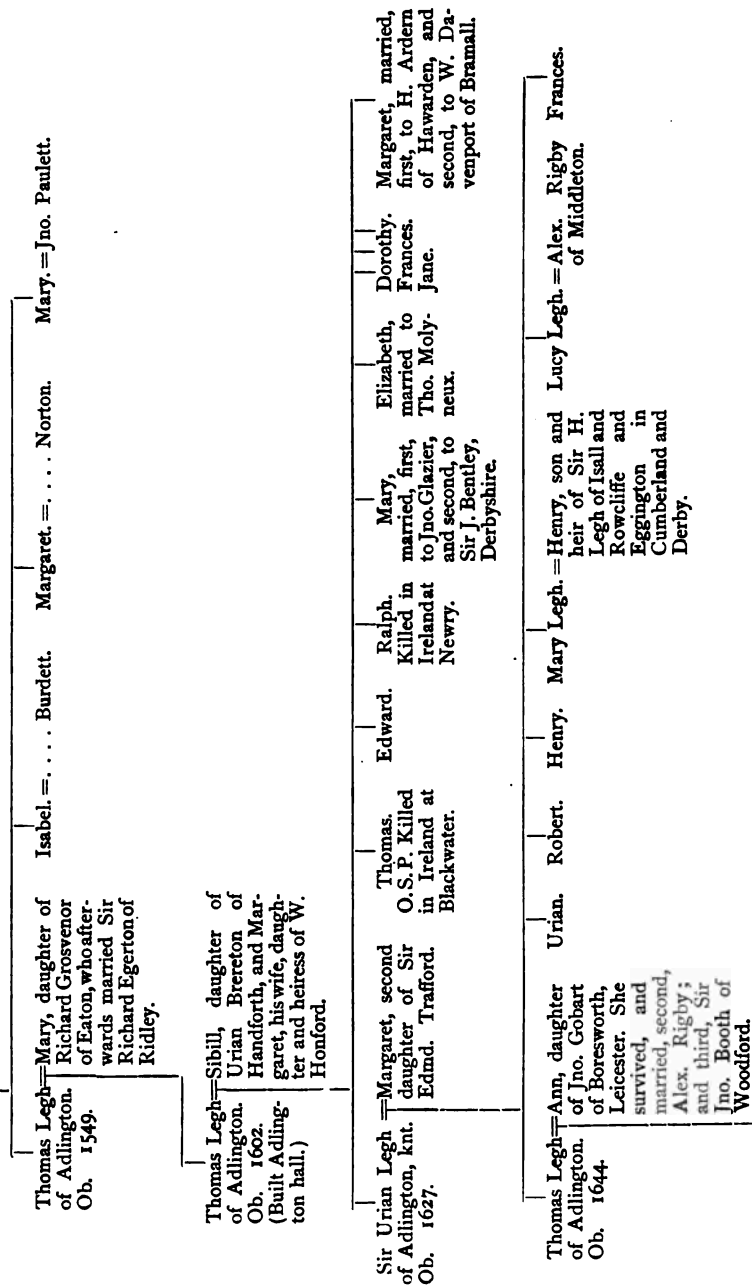 Thomas Legh=Mary, daughter of
of Adlington. Richard Grosvenor
Ob. 1549. of Eaton, who after-
wards married Sir
Richard Egerton of
Ridley.
Isabel. =.... Burdett.
Margaret. =.... Norton.
Mary. =Jno. Paulett.
Thomas Legh=Sibill, daughter of
of Adlington. Urian Brereton of
Ob. 1602. Handforth, and Mar-
(Built Adling- garet, his wife, daugh-
ton hall.) ter and heiress of W.
Honford.
Sir Urian Legh =Margaret, second
of Adlington, knt. daughter of Sir
Ob. 1627. Edmd. Trafford.
Thomas.
O.S.P. Killed
in Ireland at
Blackwater.
Edward.
Ralph.
Killed in
Ireland at
Newry.
Mary,
married, first,
to Jno. Glazier,
and second, to
Sir J. Bentley,
Derbyshire.
Elizabeth,
married to
Tho. Moly-
neux.
Dorothy.
Frances.
Jane.
Margaret, married,
first, to H. Ardern
of Hawarden, and
second, to W. Da-
venport of Bramall.
Thomas Legh=Ann, daughter
of Adlington. of Jno. Gobart
Ob. 1644. of Boresworth,
Leicester. She
survived, and
married, second,
Alex. Rigby;
and third, Sir
Jno. Booth of
Woodford.
Urian.
Robert.
Henry.
Mary Legh. =Henry, son and
heir of Sir H.
Legh of Isall and
Rowcliffe and
Eggington in
Cumberland and
Derby.
Lucy Legh. =Alex. Rigby
of Middleton.
Frances.